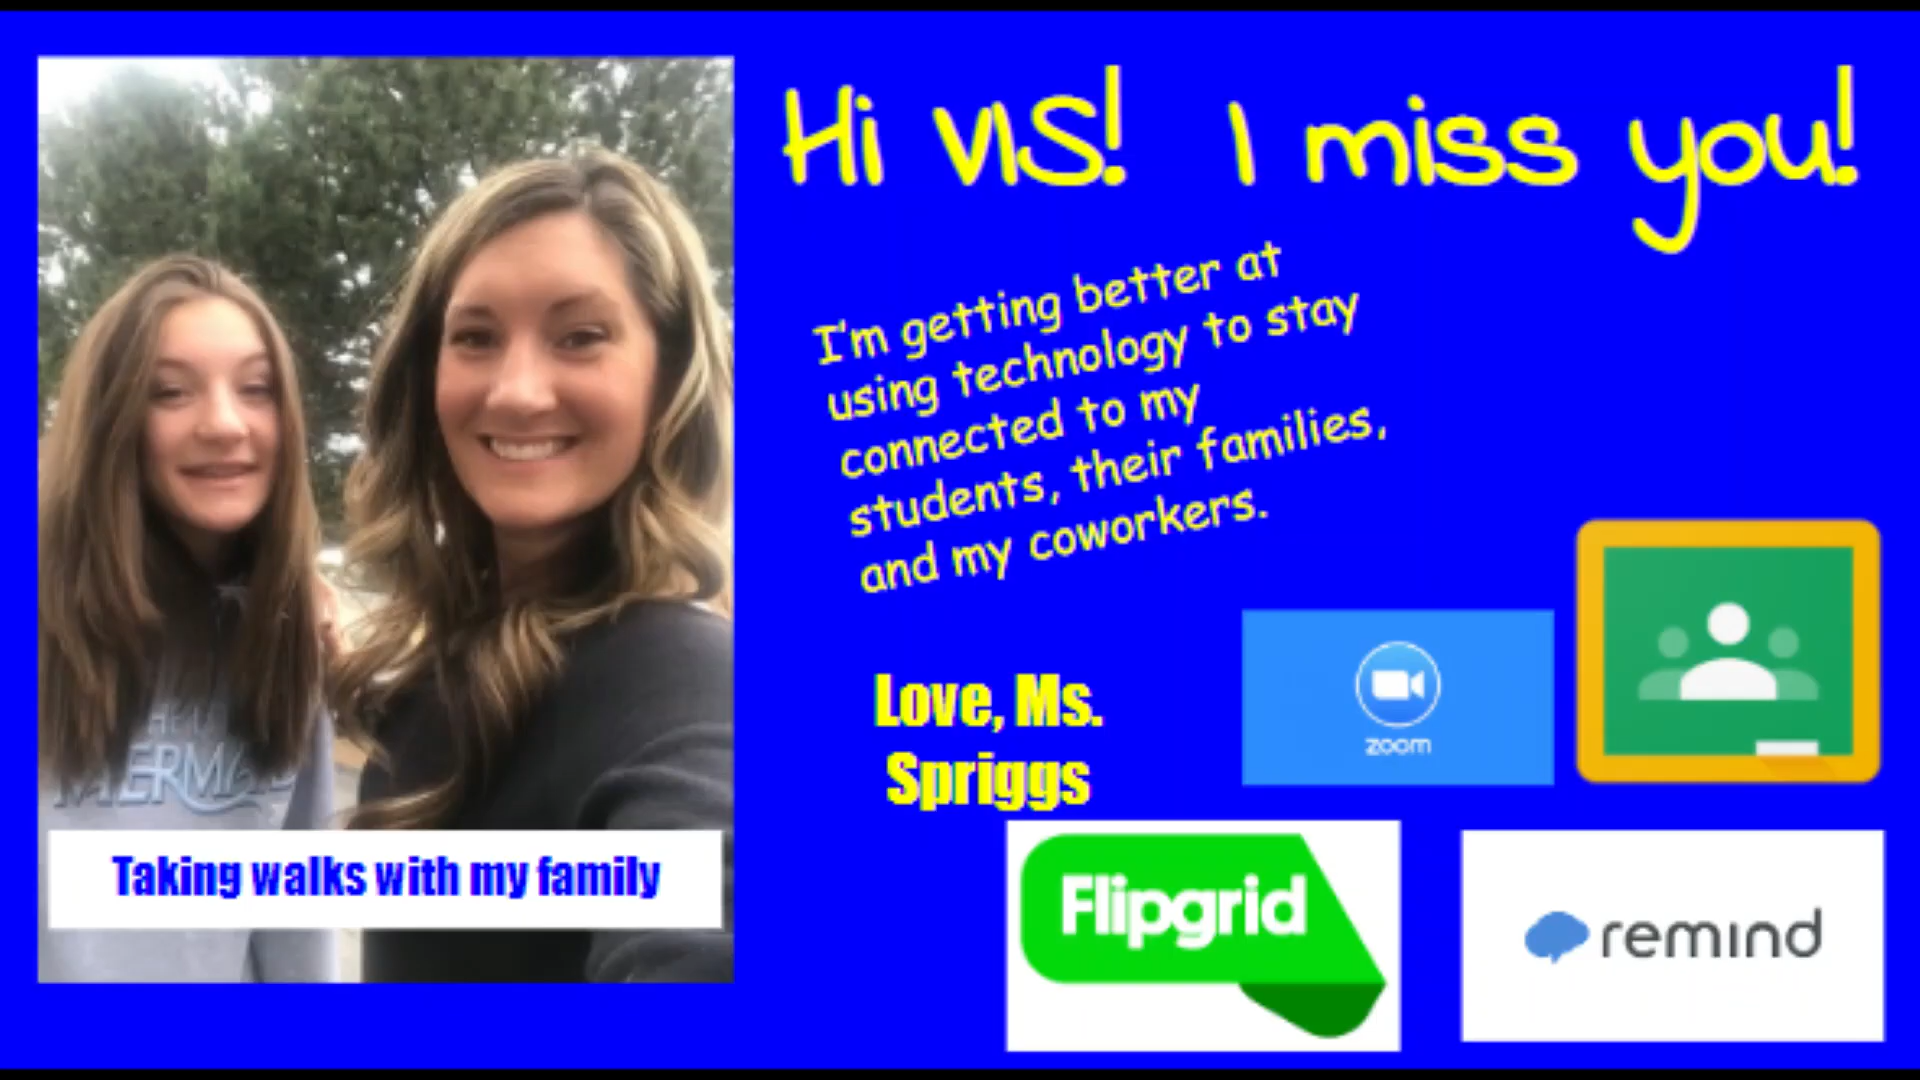 Hi VIS! I miss you!
I'm getting better at
using technology to stay
connected to my
students, their families,
and my coworkers.
Love, Ms.
Spriggs
zoom
Flipgrid
remind
MERMAID
Taking walks with my family